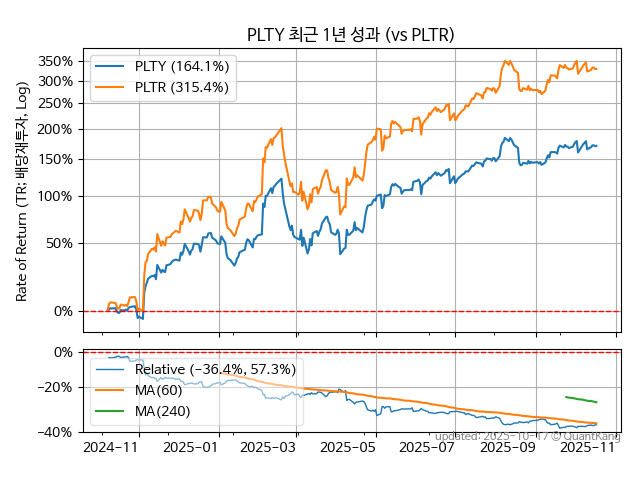 PLTY 최근 1년 성과 (vs PLTR)
Rate of Return (TR: 배당재투자, Log)
350%
300%
250%
200%
150%
100%
50%
0%
PLTY (164.1%)
PLTR (315.4%)
0%
−20%
−40%
Relative (−36.4%, 57.3%)
MA(60)
MA(240)
updated: 2025-10-17 © QuantKang
2024−11
2025−01
2025−03
2025−05
2025−07
2025−09
2025−11